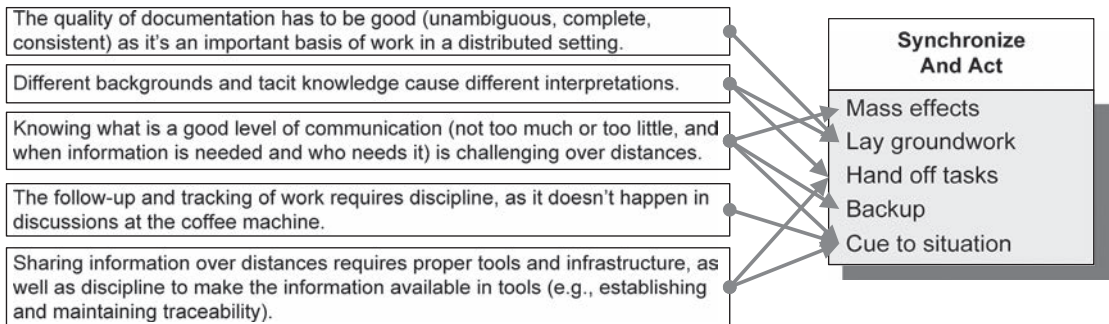 The quality of documentation has to be good (unambiguous, complete,
consistent) as it's an important basis of work in a distributed setting.
Different backgrounds and tacit knowledge cause different interpretations.
Knowing what is a good level of communication (not too much or too little, and
when information is needed and who needs it) is challenging over distances.
The follow-up and tracking of work requires discipline, as it doesn't happen in
discussions at the coffee machine.
Sharing information over distances requires proper tools and infrastructure, as
well as discipline to make the information available in tools (e.g., establishing
and maintaining traceability).
Synchronize
And Act
Mass effects
Lay groundwork
Hand off tasks
Backup
Cue to situation